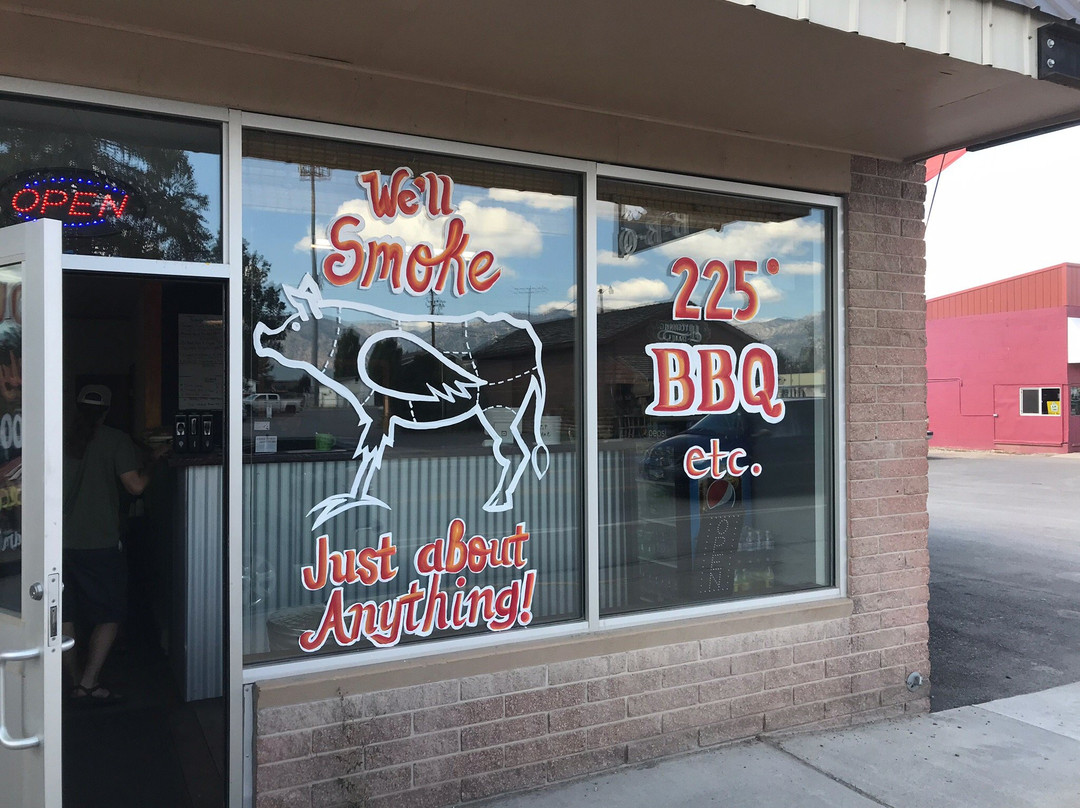 OPEN
We'll
Smoke
Just about
Anything!
225°
BBQ
etc.
OPEN